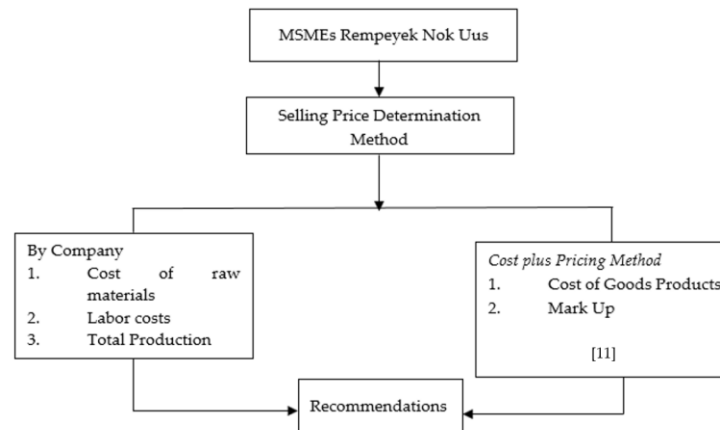 MSMEs Rempeyek Nok Uus
Selling Price Determination
Method
By Company
1. Cost of raw
materials
2. Labor costs
3. Total Production
Cost plus Pricing Method
1. Cost of Goods Products
2. Mark Up
[11]
Recommendations